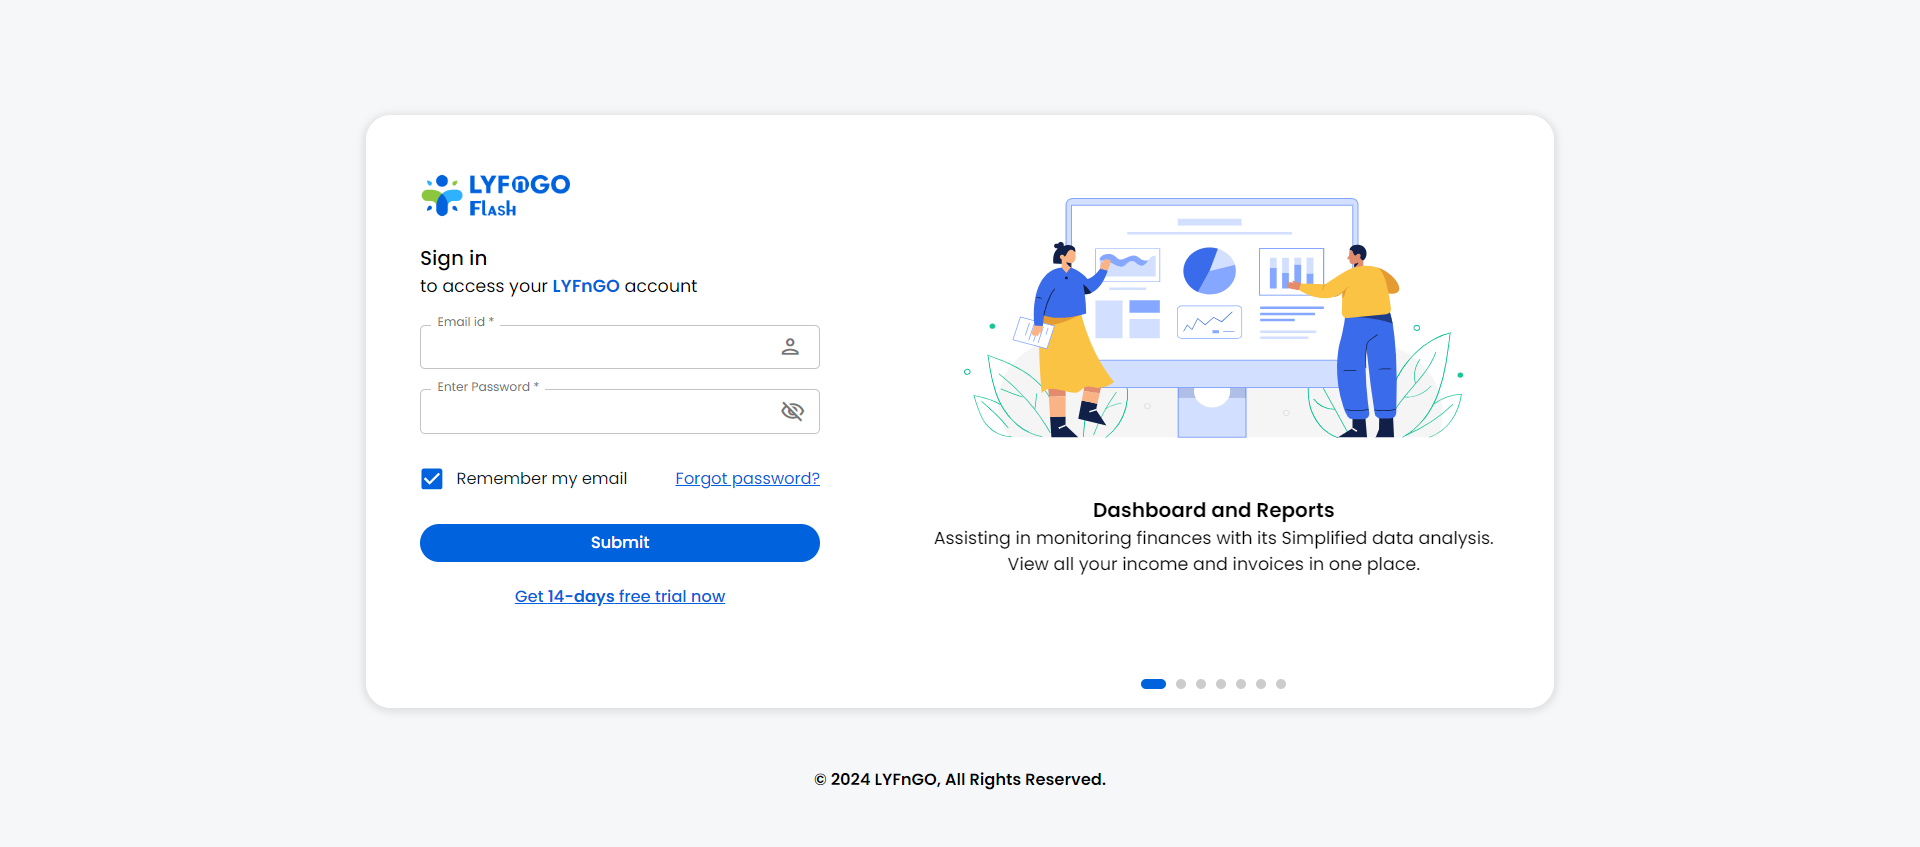 LYFnGO
Flash
Sign in
to access your LYFnGO account
Email id *
Enter Password *
Remember my email
Forgot password?
Submit
Get 14-days free trial now
Dashboard and Reports
Assisting in monitoring finances with its Simplified data analysis.
View all your income and invoices in one place.
© 2024 LYFnGO, All Rights Reserved.